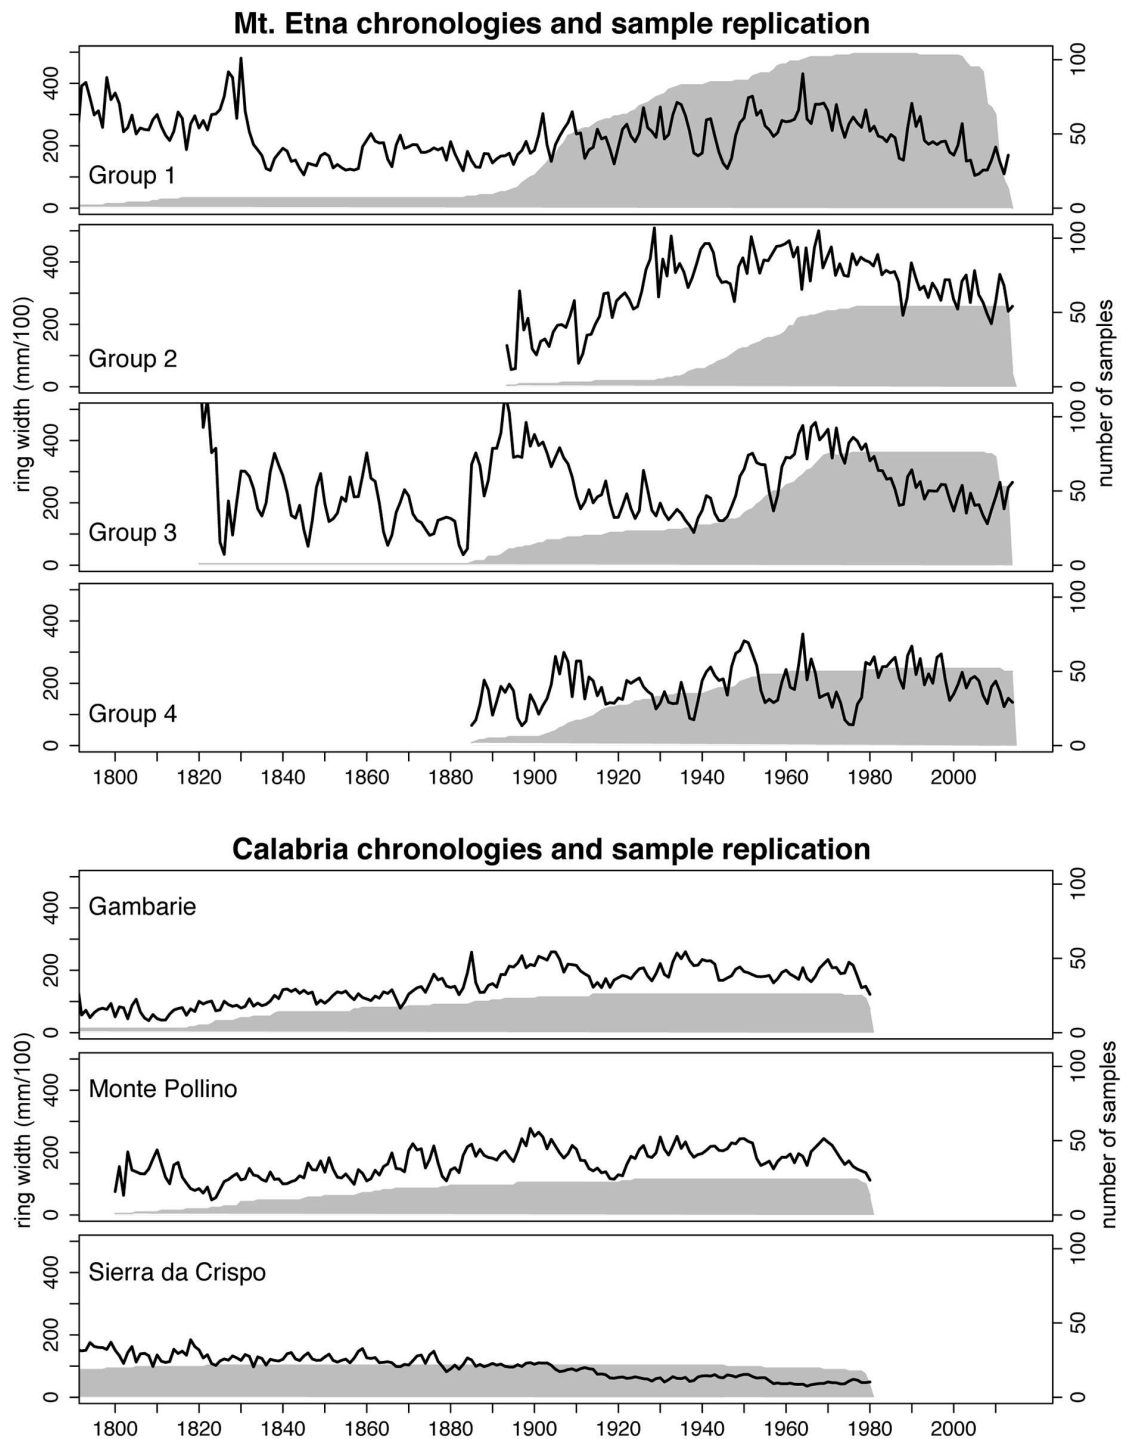 Mt. Etna chronologies and sample replication
0 200 400
Group 1
0 50 100
0 200 400
Group 2
0 50 100
ring width (mm/100)
number of samples
0 200 400
Group 3
0 50 100
0 200 400
Group 4
0 50 100
1800 1820 1840 1860 1880 1900 1920 1940 1960 1980 2000
Calabria chronologies and sample replication
0 200 400
Gambarie
0 50 100
0 200 400
Monte Pollino
0 50 100
ring width (mm/100)
number of samples
0 200 400
Sierra da Crispo
0 50 100
1800 1820 1840 1860 1880 1900 1920 1940 1960 1980 2000